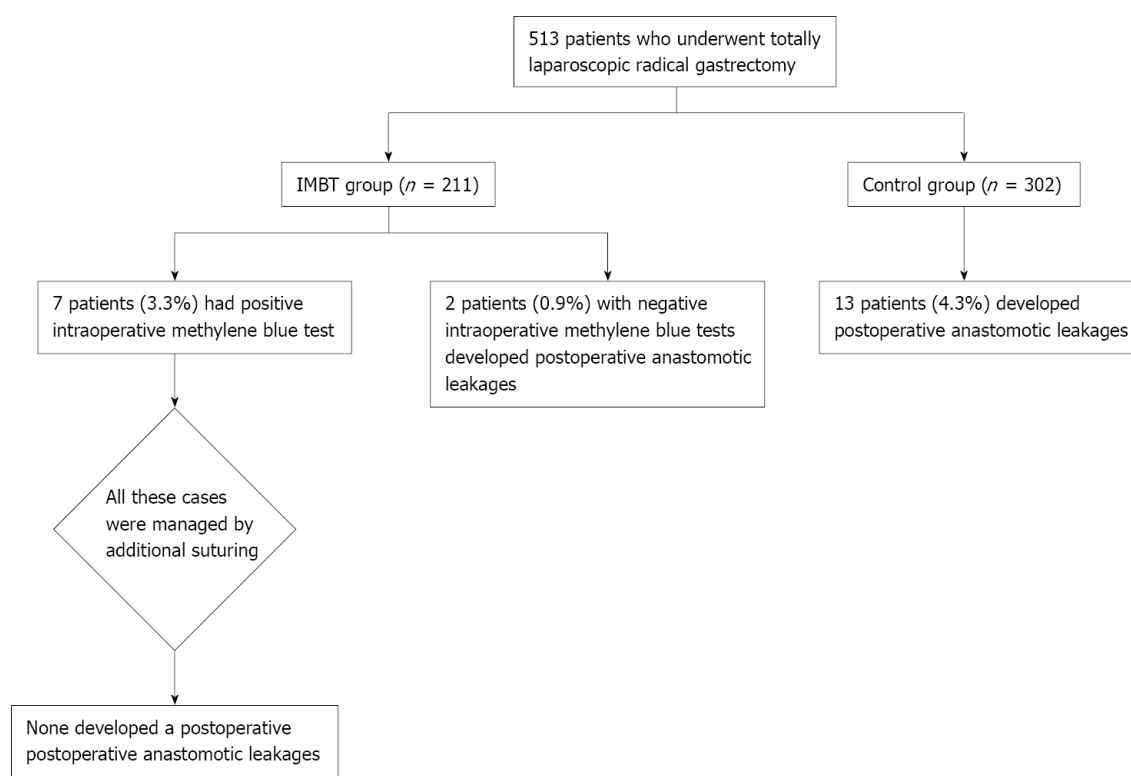 513 patients who underwent totally
laparoscopic radical gastrectomy
IMBT group (n = 211)
Control group (n = 302)
7 patients (3.3%) had positive
intraoperative methylene blue test
2 patients (0.9%) with negative
intraoperative methylene blue tests
developed postoperative anastomotic
leakages
13 patients (4.3%) developed
postoperative anastomotic leakages
All these cases
were managed by
additional suturing
None developed a postoperative
postoperative anastomotic leakages